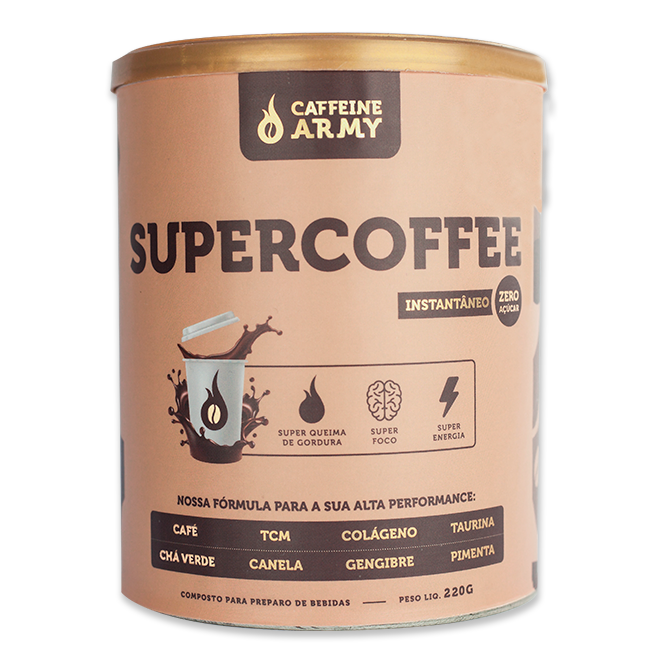 CAFFEINE
ARMY
SUPERCOFFEE
INSTANTÂNEO
ZERO
AÇÚCAR
SUPER QUEIMA
DE GORDURA
SUPER
FOCO
SUPER
ENERGIA
NOSSA FÓRMULA PARA A SUA ALTA PERFORMANCE:
CAFÉ TCM COLÁGENO TAURINA
CHÁ VERDE CANELA GENGIBRE PIMENTA
COMPOSTO PARA PREPARO DE BEBIDAS — PESO LIQ. 220G